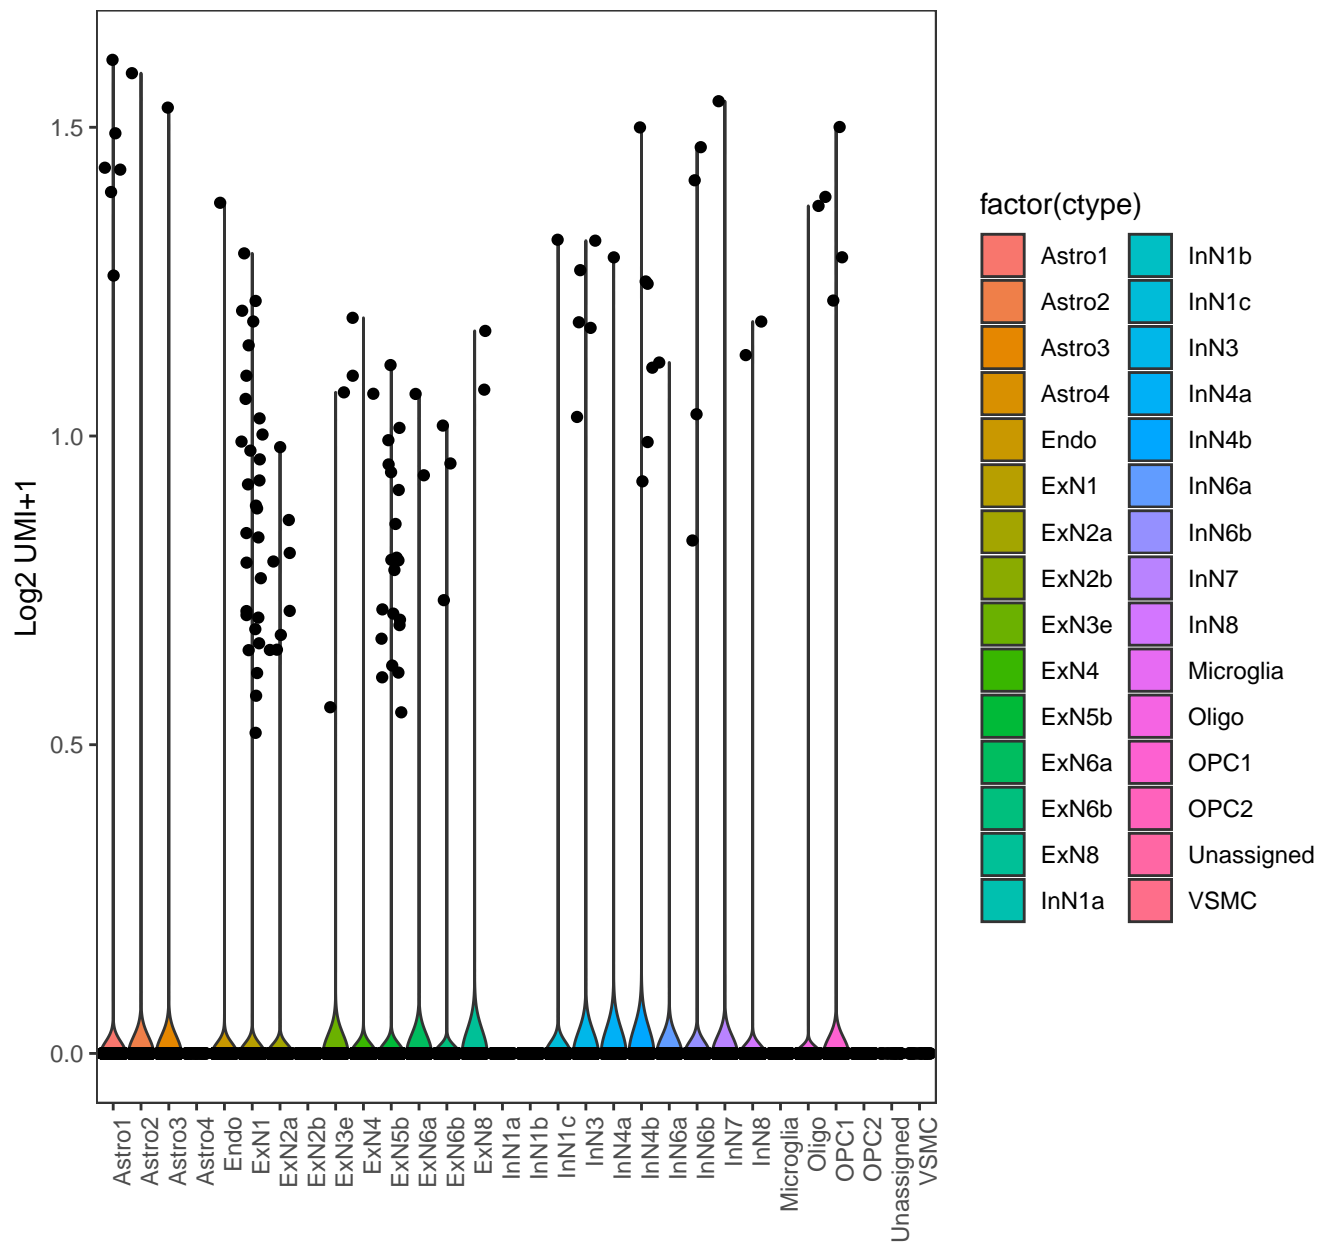 Log2 UMI+1
1.5
1.0
0.5
0.0
Astro1
Astro2
Astro3
Astro4
Endo
ExN1
ExN2a
ExN2b
ExN3e
ExN4
ExN5b
ExN6a
ExN6b
ExN8
InN1a
InN1b
InN1c
InN3
InN4a
InN4b
InN6a
InN6b
InN7
InN8
Microglia
Oligo
OPC1
OPC2
Unassigned
VSMC
factor(ctype)
Astro1
Astro2
Astro3
Astro4
Endo
ExN1
ExN2a
ExN2b
ExN3e
ExN4
ExN5b
ExN6a
ExN6b
ExN8
InN1a
InN1b
InN1c
InN3
InN4a
InN4b
InN6a
InN6b
InN7
InN8
Microglia
Oligo
OPC1
OPC2
Unassigned
VSMC